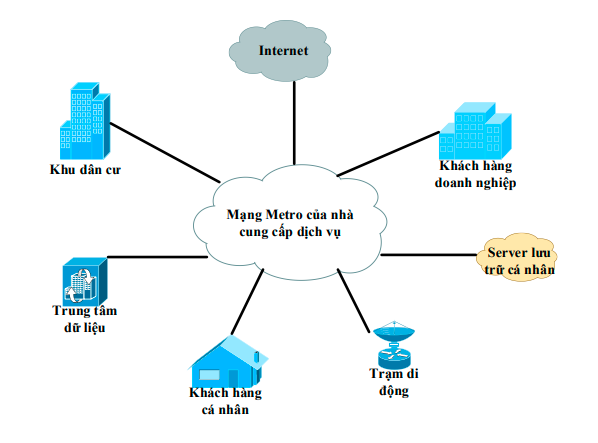 Internet
Khu dân cư
Khách hàng
doanh nghiệp
Mạng Metro của nhà
cung cấp dịch vụ
Server lưu
trữ cá nhân
Trung tâm
dữ liệu
Khách hàng
cá nhân
Trạm di
động